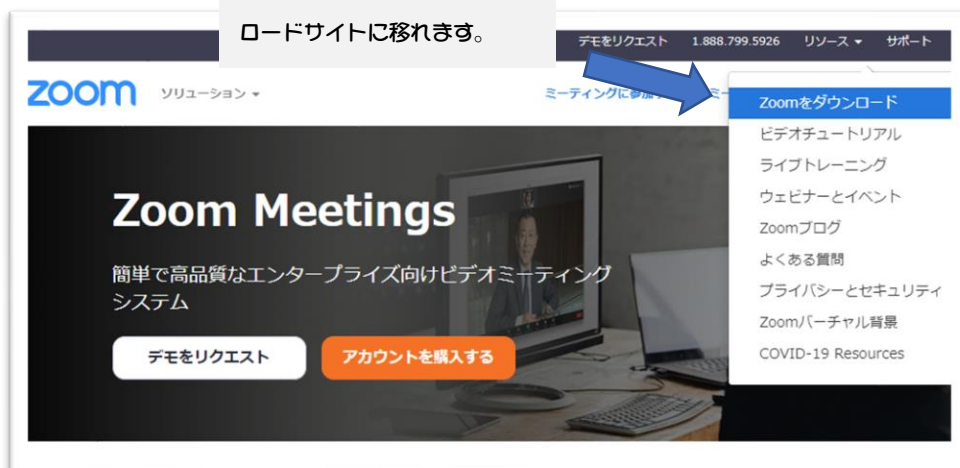 ロードサイトに移れます。
デモをリクエスト 1.888.799.5926 リソース サポート
zoom ソリューション ミーティングに参加 ミー
Zoomをダウンロード
ビデオチュートリアル
ライブトレーニング
ウェビナーとイベント
Zoomブログ
よくある質問
プライバシーとセキュリティ
Zoomバーチャル背景
COVID-19 Resources
Zoom Meetings
簡単で高品質なエンタープライズ向けビデオミーティング
システム
デモをリクエスト アカウントを購入する